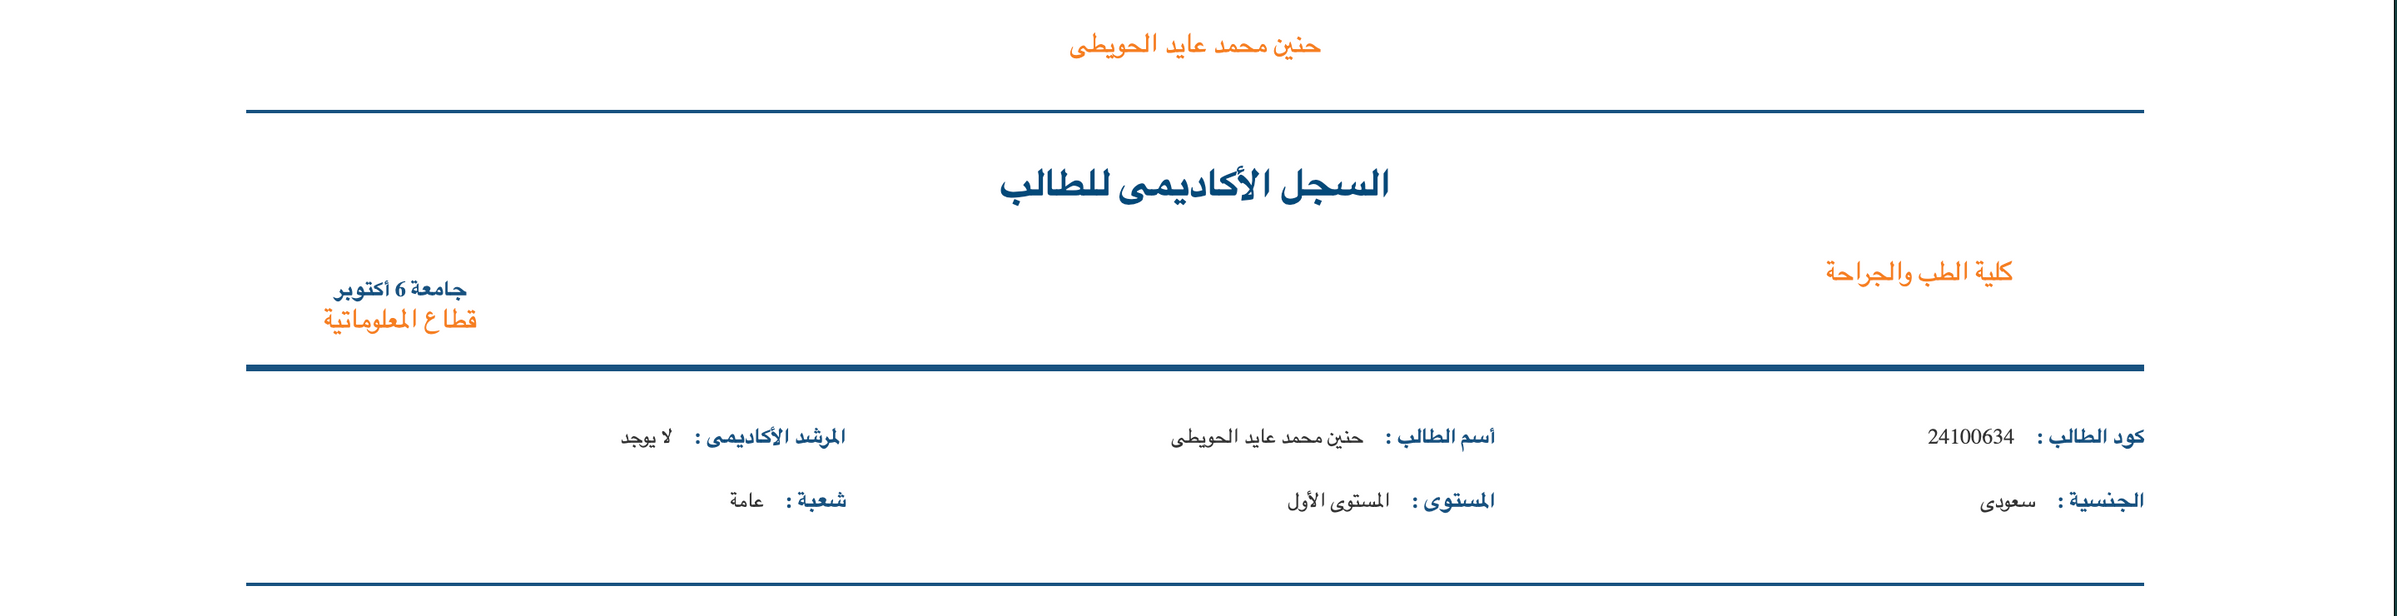 حنين محمد عايد الحويطى
السجل الأكاديمى للطالب
كلية الطب والجراحة
جامعة 6 أكتوبر
قطاع المعلوماتية
كود الطالب : 24100634 أسم الطالب : حنين محمد عايد الحويطى المرشد الأكاديمى : لا يوجد
الجنسية : سعودى المستوى : المستوى الأول شعبة : عامة